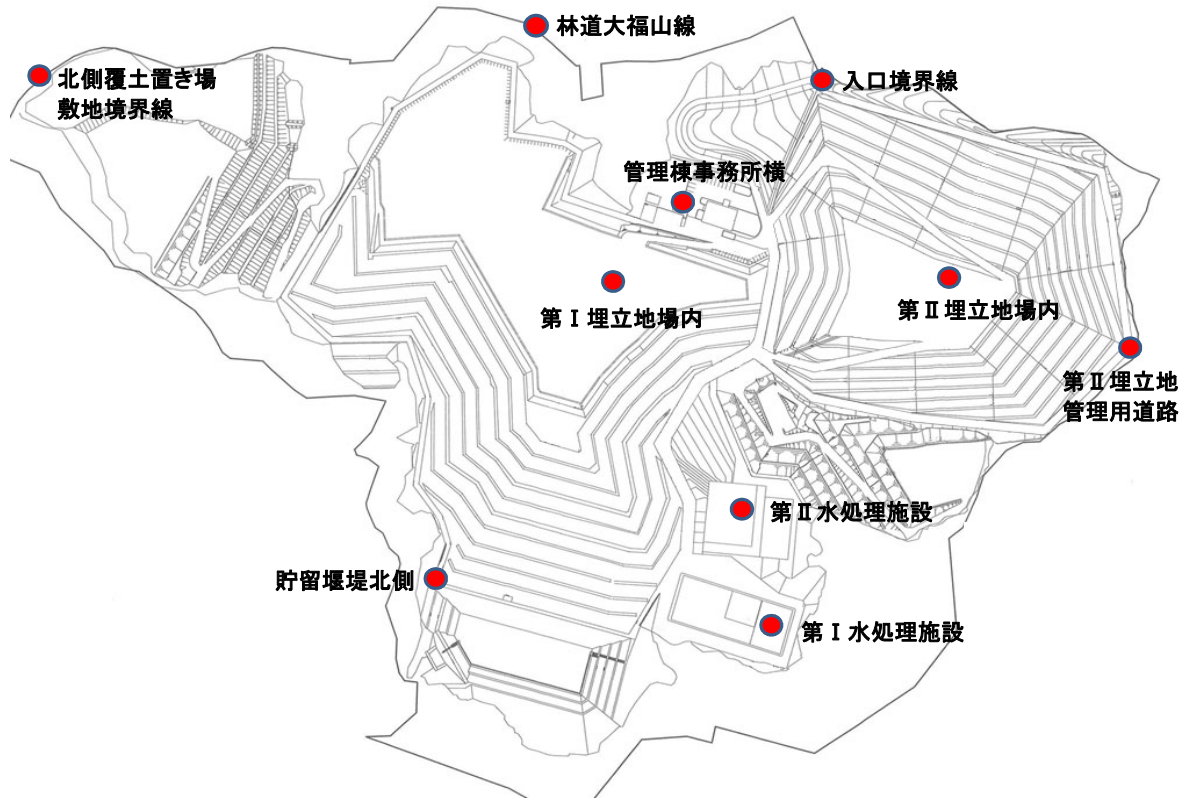 林道大福山線
北側覆土置き場
敷地境界線
入口境界線
管理棟事務所横
第Ⅰ埋立地場内
第Ⅱ埋立地場内
第Ⅱ埋立地
管理用道路
第Ⅱ水処理施設
貯留堰堤北側
第Ⅰ水処理施設